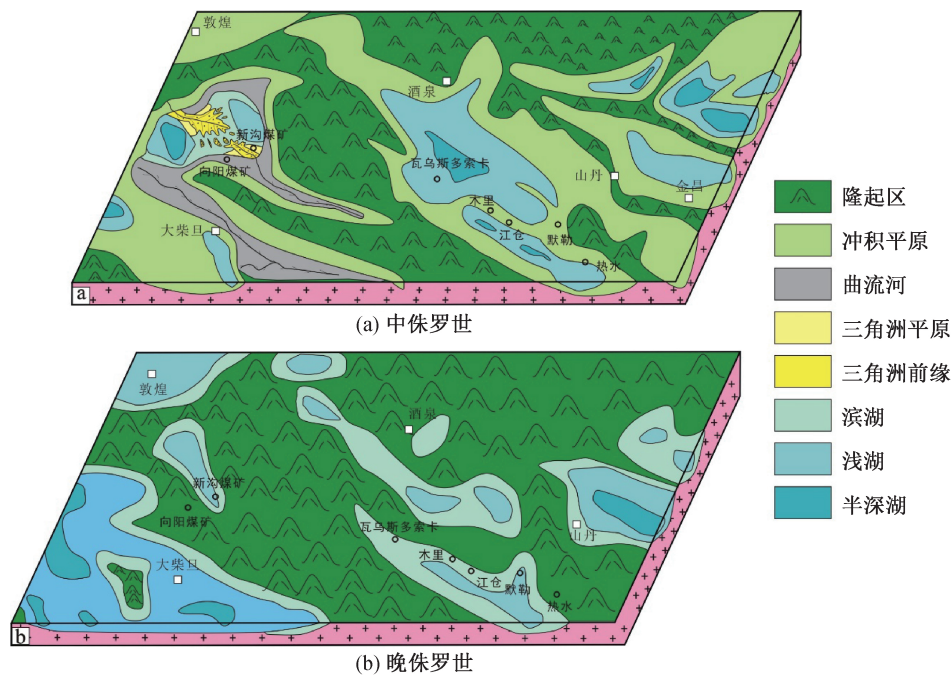 敦煌
酒泉
新沟煤矿
瓦乌斯多索卡
向阳煤矿
山丹
金昌
木里
大柴旦
江仓
默勒
热水
a
(a) 中侏罗世
敦煌
酒泉
新沟煤矿
向阳煤矿
瓦乌斯多索卡
山丹
木里
大柴旦
江仓
默勒
热水
b
(b) 晚侏罗世
隆起区
冲积平原
曲流河
三角洲平原
三角洲前缘
滨湖
浅湖
半深湖